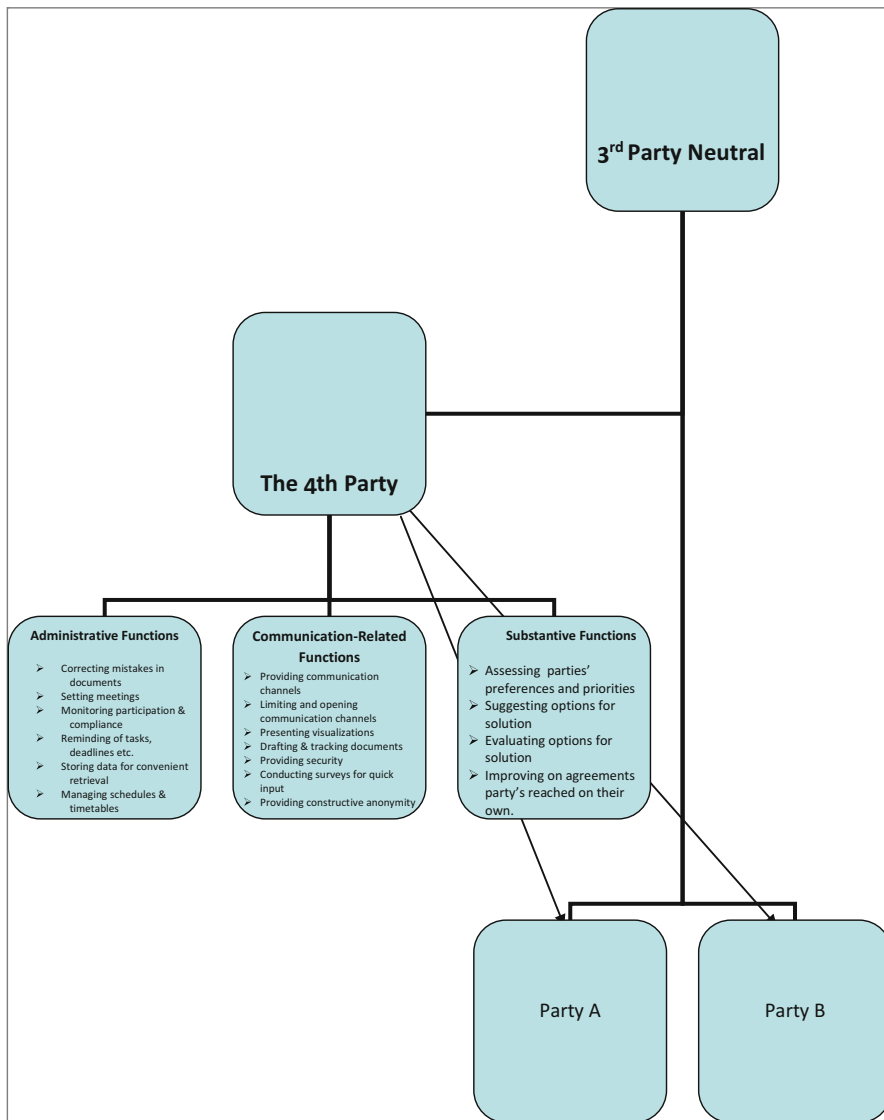 3rd Party Neutral
The 4th Party
Administrative Functions
➢ Correcting mistakes in
documents
➢ Setting meetings
➢ Monitoring participation &
compliance
➢ Reminding of tasks,
deadlines etc.
➢ Storing data for convenient
retrieval
➢ Managing schedules &
timetables
Communication-Related
Functions
➢ Providing communication
channels
➢ Limiting and opening
communication channels
➢ Presenting visualizations
➢ Drafting & tracking documents
➢ Providing security
➢ Conducting surveys for quick
input
➢ Providing constructive anonymity
Substantive Functions
➢ Assessing parties’
preferences and priorities
➢ Suggesting options for
solution
➢ Evaluating options for
solution
➢ Improving on agreements
party’s reached on their
own.
Party A
Party B